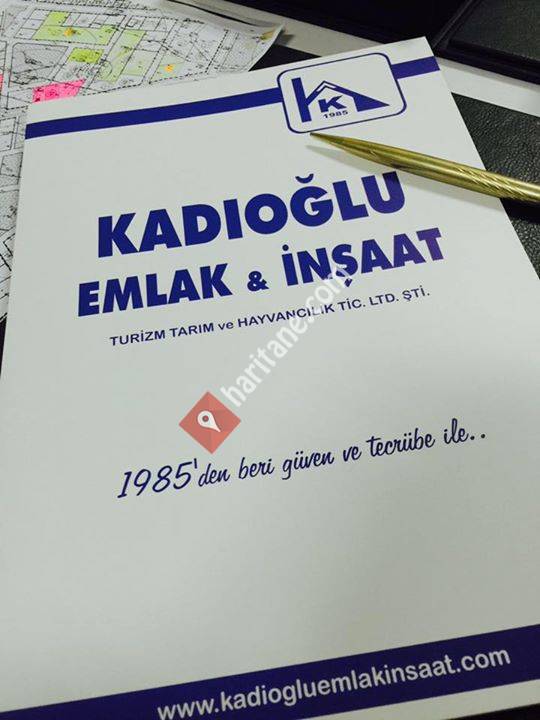 K
1985
KADIOĞLU
EMLAK & İNŞAAT
TURİZM TARIM ve HAYVANCILIK TİC. LTD. ŞTİ.
haritane.com
1985'den beri güven ve tecrübe ile..
www.kadiogluemlakinsaat.com